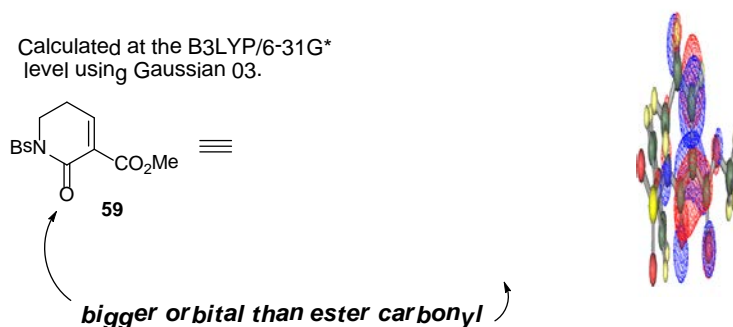 Calculated at the B3LYP/6-31G*
level using Gaussian 03.
BsN
CO2Me
O
59
bigger orbital than ester carbonyl